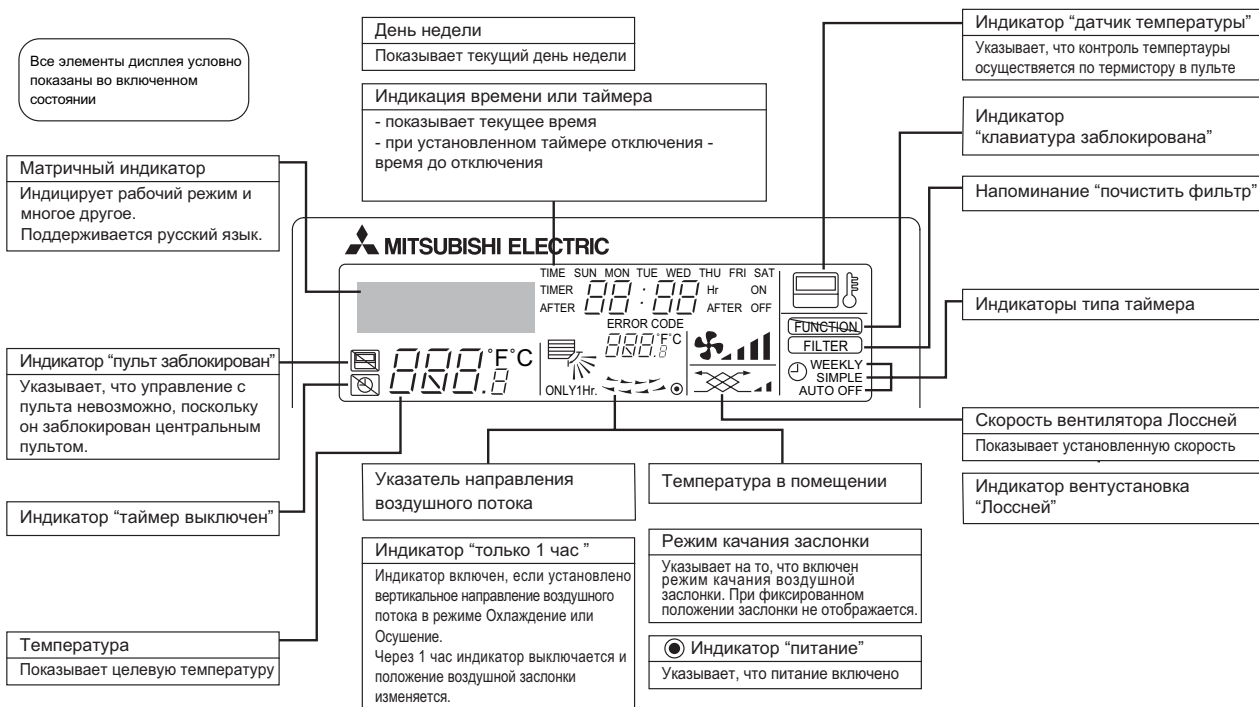 Все элементы дисплея условно
показаны во включенном
состоянии
День недели
Показывает текущий день недели
Индикация времени или таймера
- показывает текущее время
- при установленном таймере отключения -
время до отключения
Индикатор “датчик температуры”
Указывает, что контроль темпертауры
осуществяется по термистору в пульте
Индикатор
“клавиатура заблокирована”
Напоминание “почистить фильтр”
Матричный индикатор
Индицирует рабочий режим и
многое другое.
Поддерживается русский язык.
MITSUBISHI ELECTRIC
TIME SUN MON TUE WED THU FRI SAT
TIMER 88:88 Hr ON
AFTER AFTER OFF
ERROR CODE
888.8 °F°C
FUNCTION
FILTER
WEEKLY
SIMPLE
AUTO OFF
888.8 °F°C
ONLY1Hr.
Индикаторы типа таймера
Индикатор “пульт заблокирован”
Указывает, что управление с
пульта невозможно, поскольку
он заблокирован центральным
пультом.
Скорость вентилятора Лоссней
Показывает установленную скорость
Индикатор вентустановка
“Лоссней”
Указатель направления
воздушного потока
Температура в помещении
Индикатор “таймер выключен”
Индикатор “только 1 час ”
Индикатор включен, если установлено
вертикальное направление воздушного
потока в режиме Охлаждение или
Осушение.
Через 1 час индикатор выключается и
положение воздушной заслонки
изменяется.
Режим качания заслонки
Указывает на то, что включен
режим качания воздушной
заслонки. При фиксированном
положении заслонки не отображается.
Индикатор “питание”
Указывает, что питание включено
Температура
Показывает целевую температуру